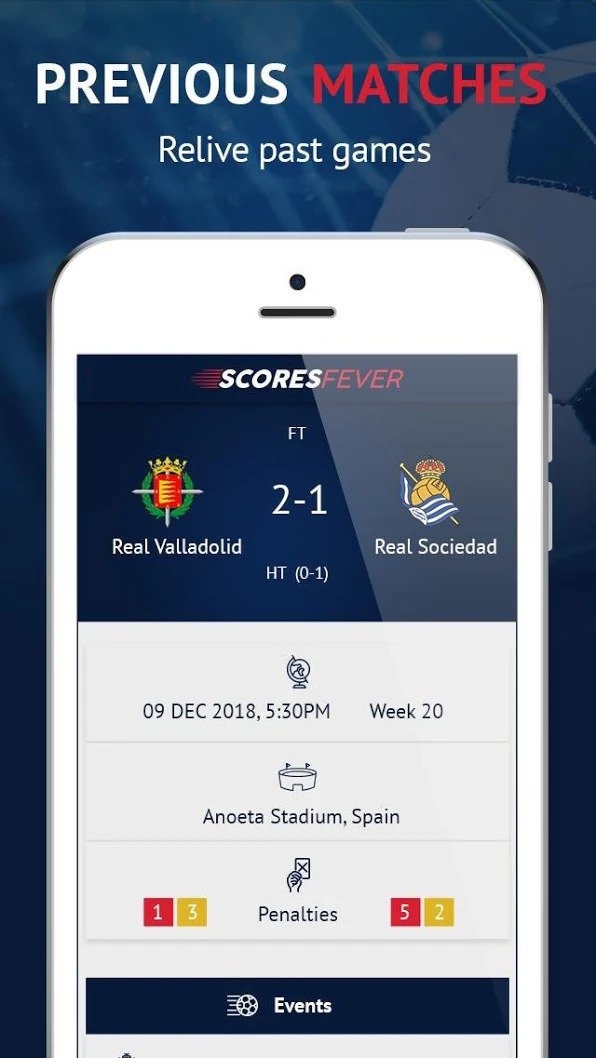 PREVIOUS MATCHES
Relive past games
SCORESFEVER
FT
2-1
Real Valladolid Real Sociedad
HT (0-1)
09 DEC 2018, 5:30PM Week 20
Anoeta Stadium, Spain
1 3 Penalties 5 2
Events